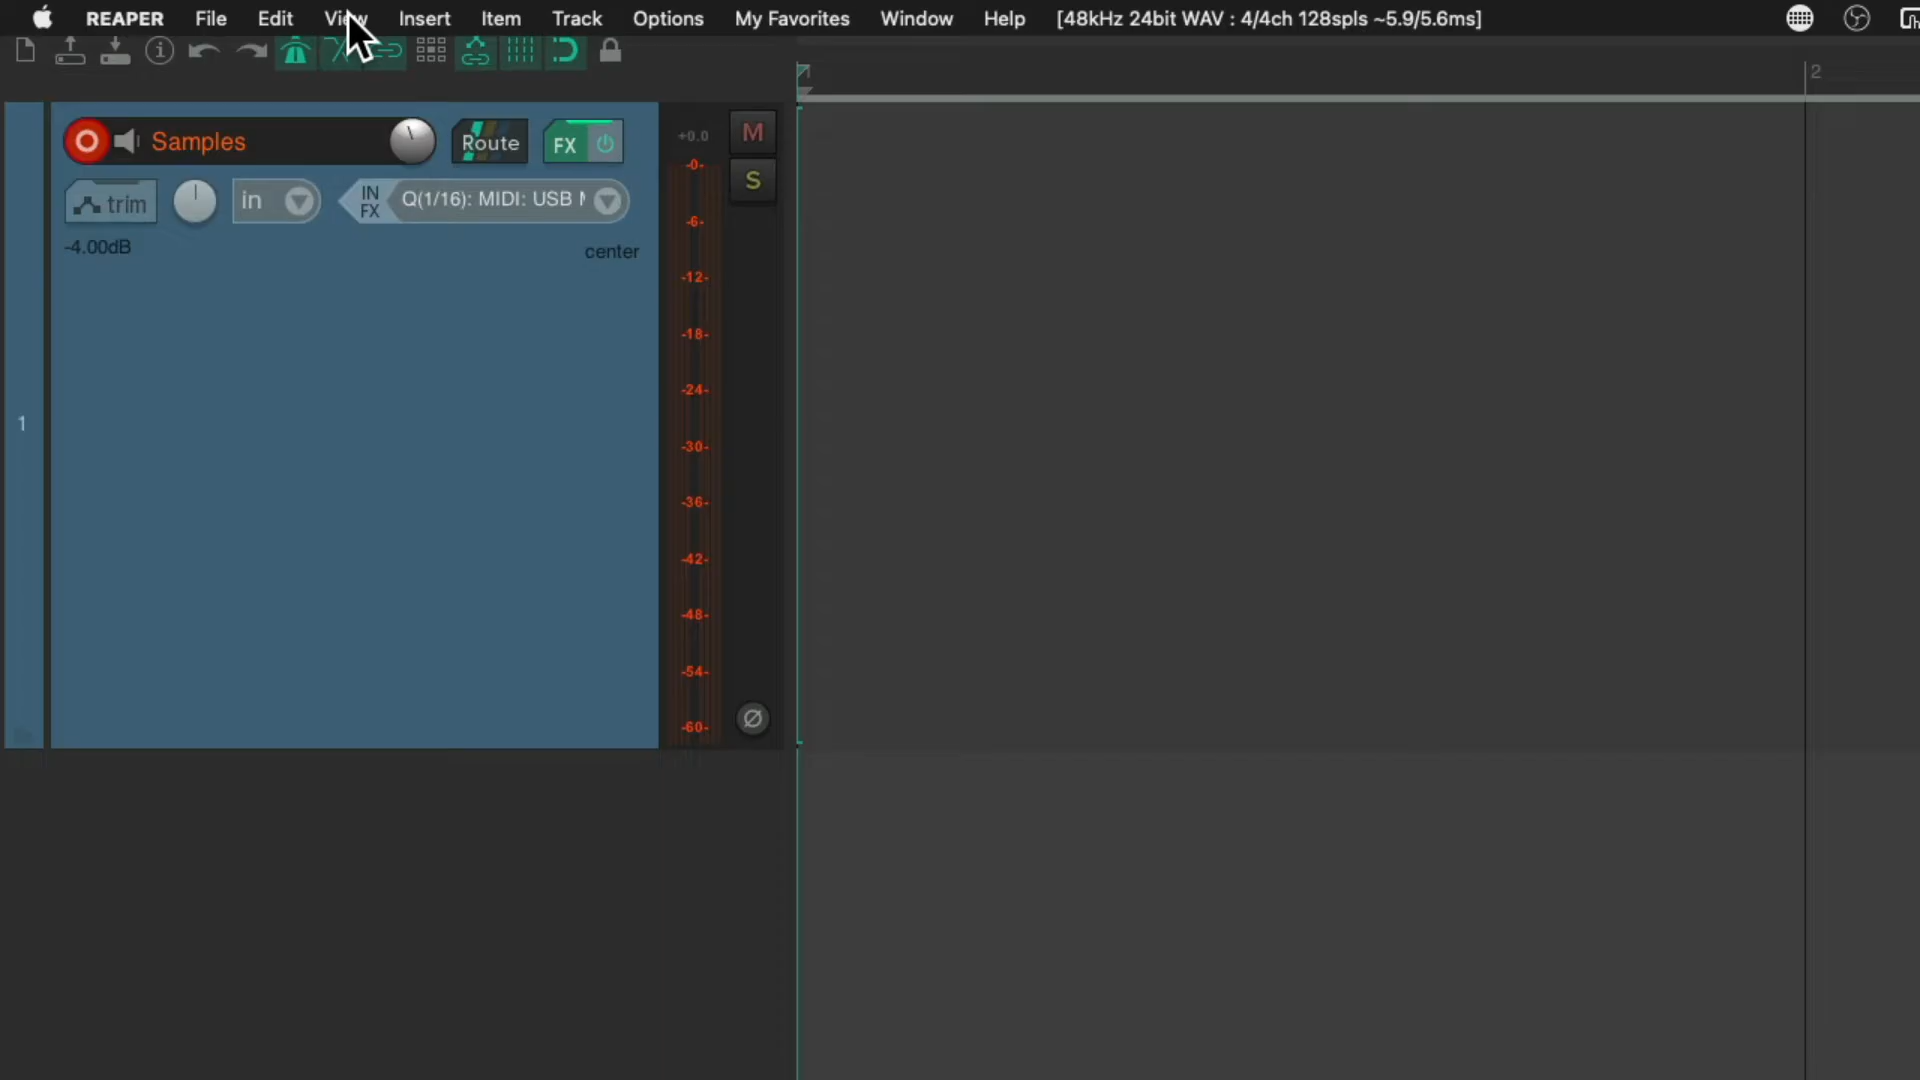 REAPER File Edit View Insert Item Track Options My Favorites Window Help [48kHz 24bit WAV : 4/4ch 128spls ~5.9/5.6ms]
2
Samples Route FX +0.0 M
-0-
S
trim in IN FX Q(1/16): MIDI: USB
-6-
-4.00dB center
-12-
-18-
-24-
1
-30-
-36-
-42-
-48-
-54-
-60-